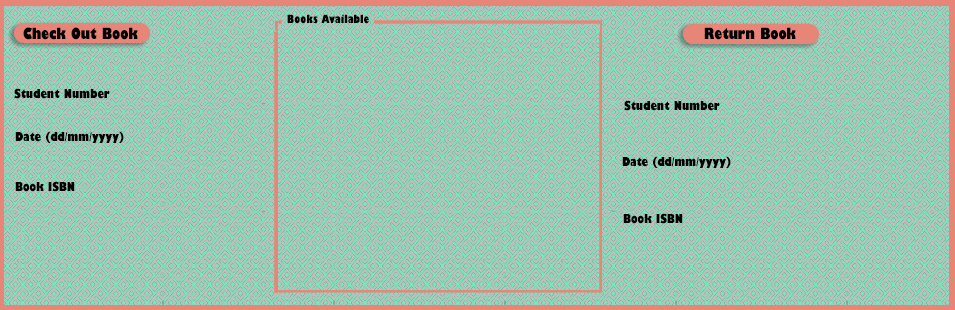 Check Out Book
Student Number
Date (dd/mm/yyyy)
Book ISBN
Books Available
Return Book
Student Number
Date (dd/mm/yyyy)
Book ISBN